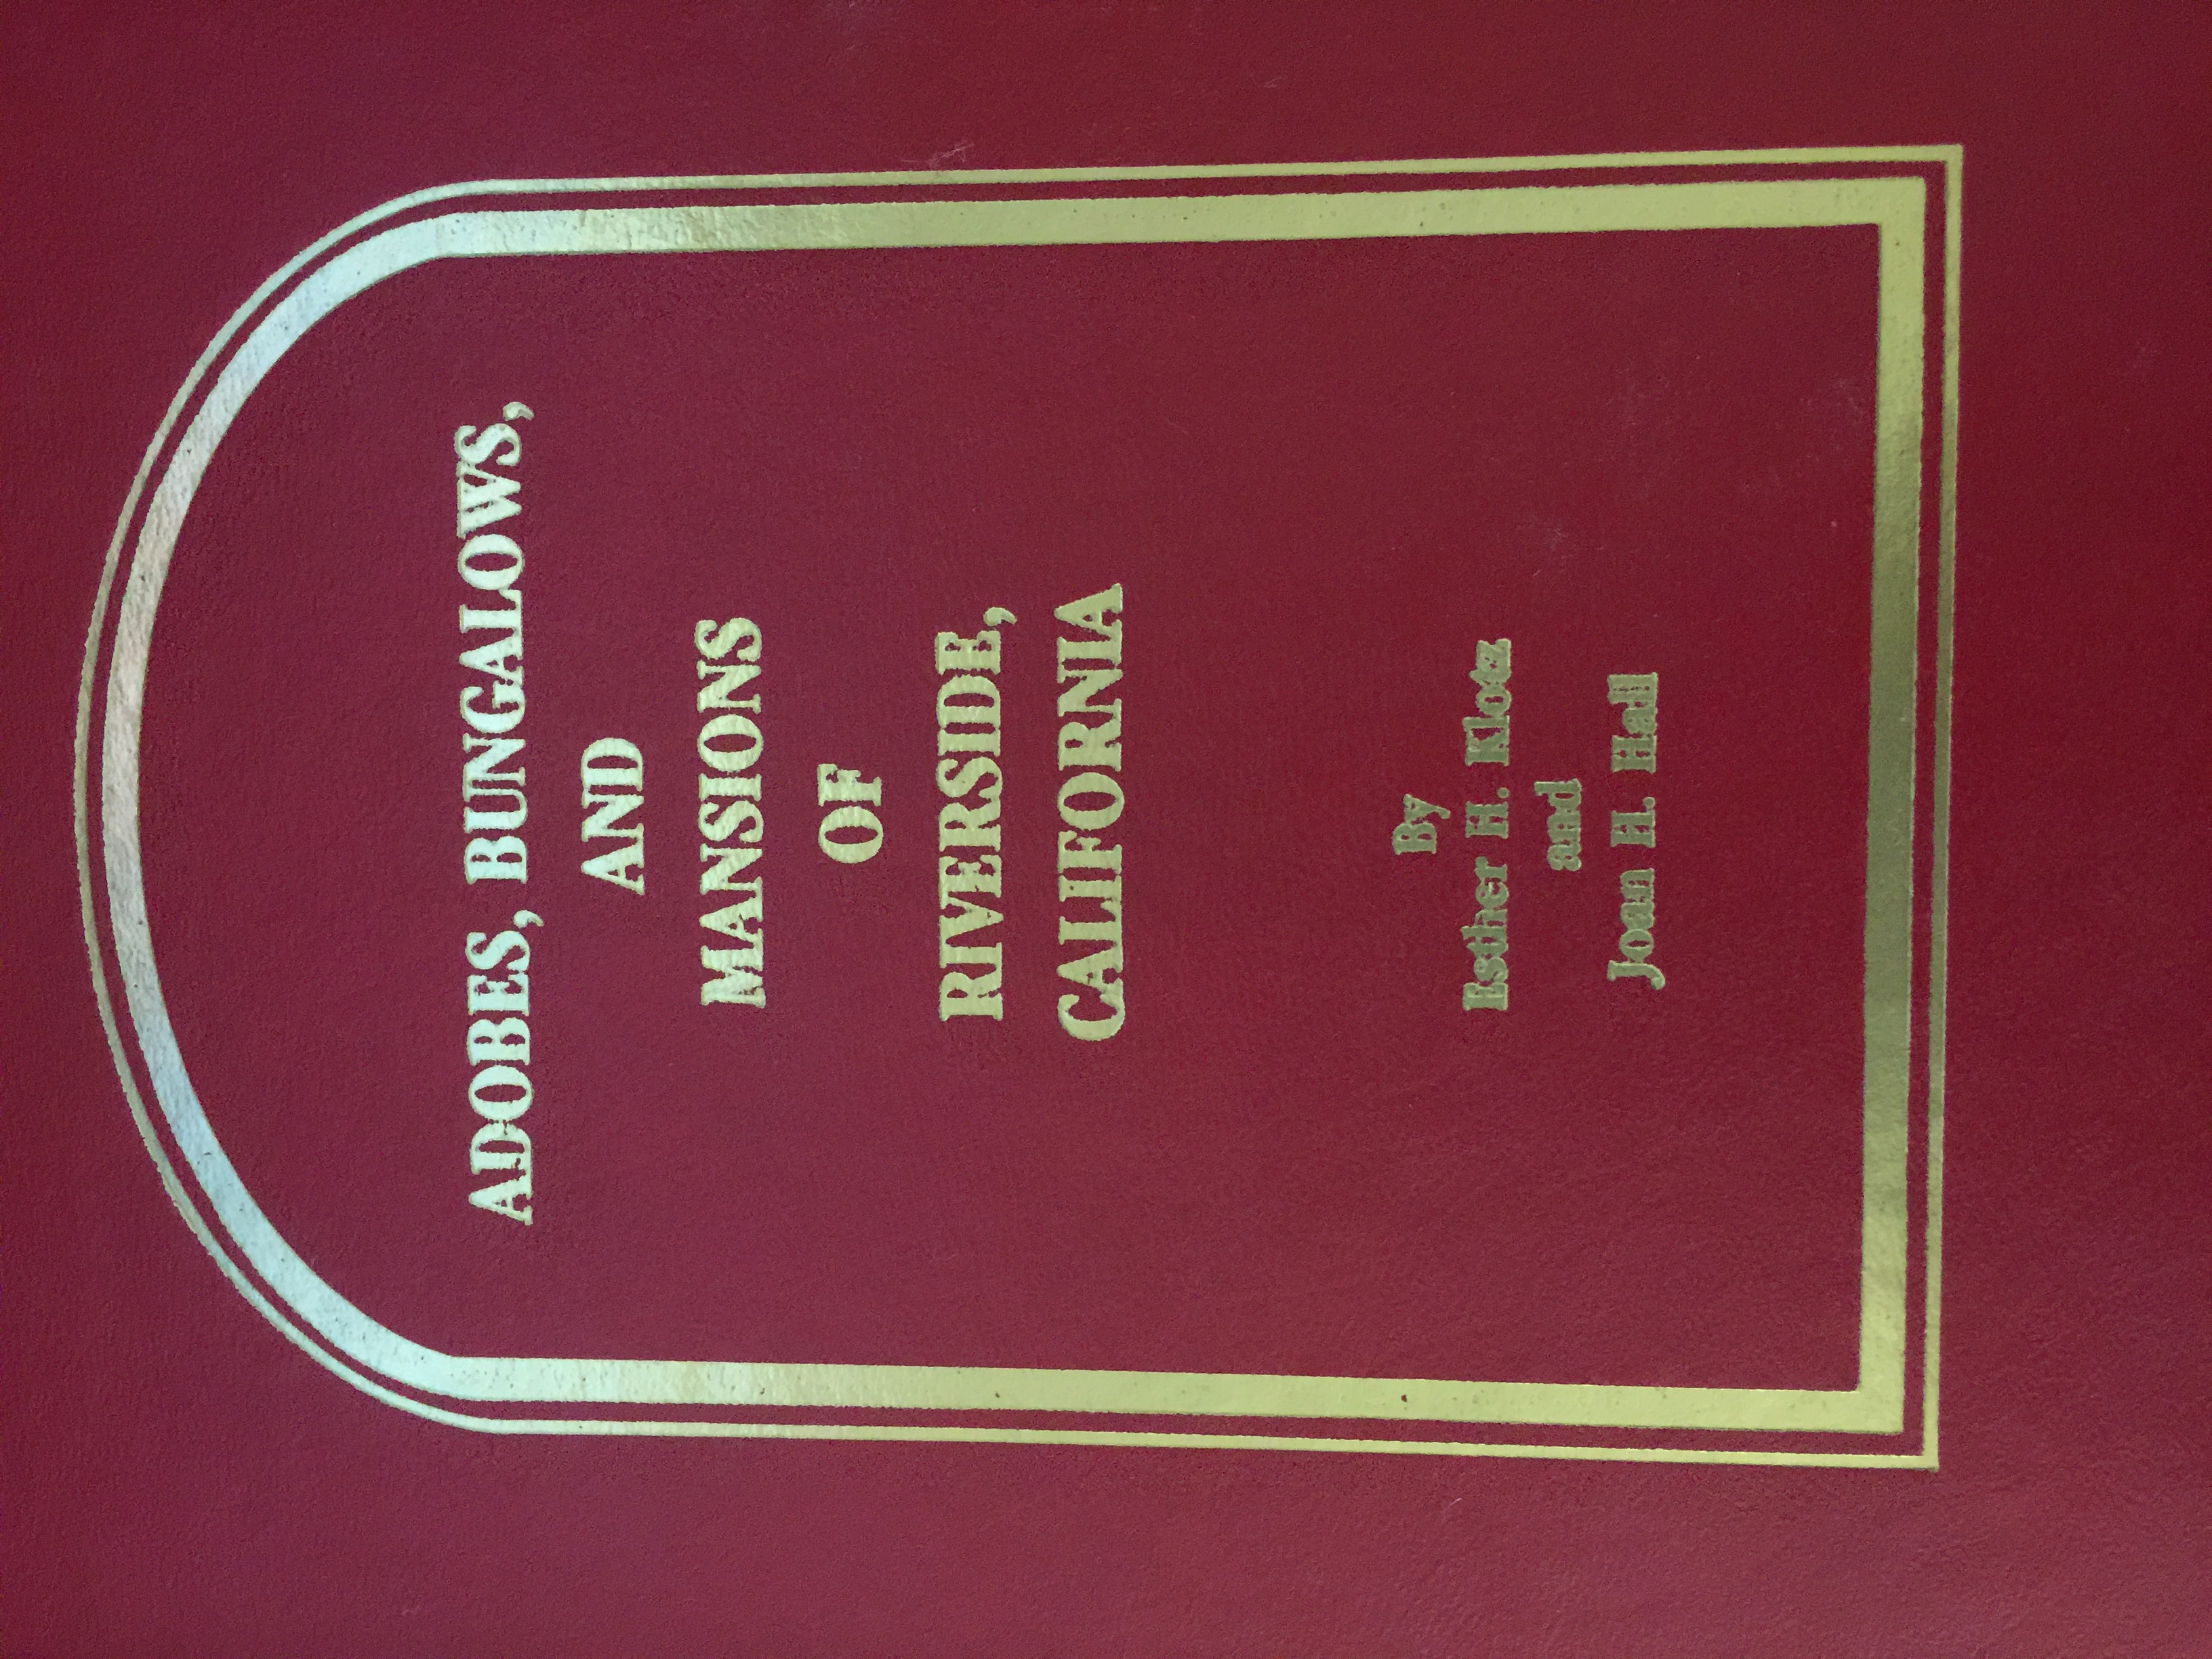 ADOBES, BUNGALOWS,
AND
MANSIONS
OF
RIVERSIDE,
CALIFORNIA
By
Esther H. Klotz
and
Joan H. Hall